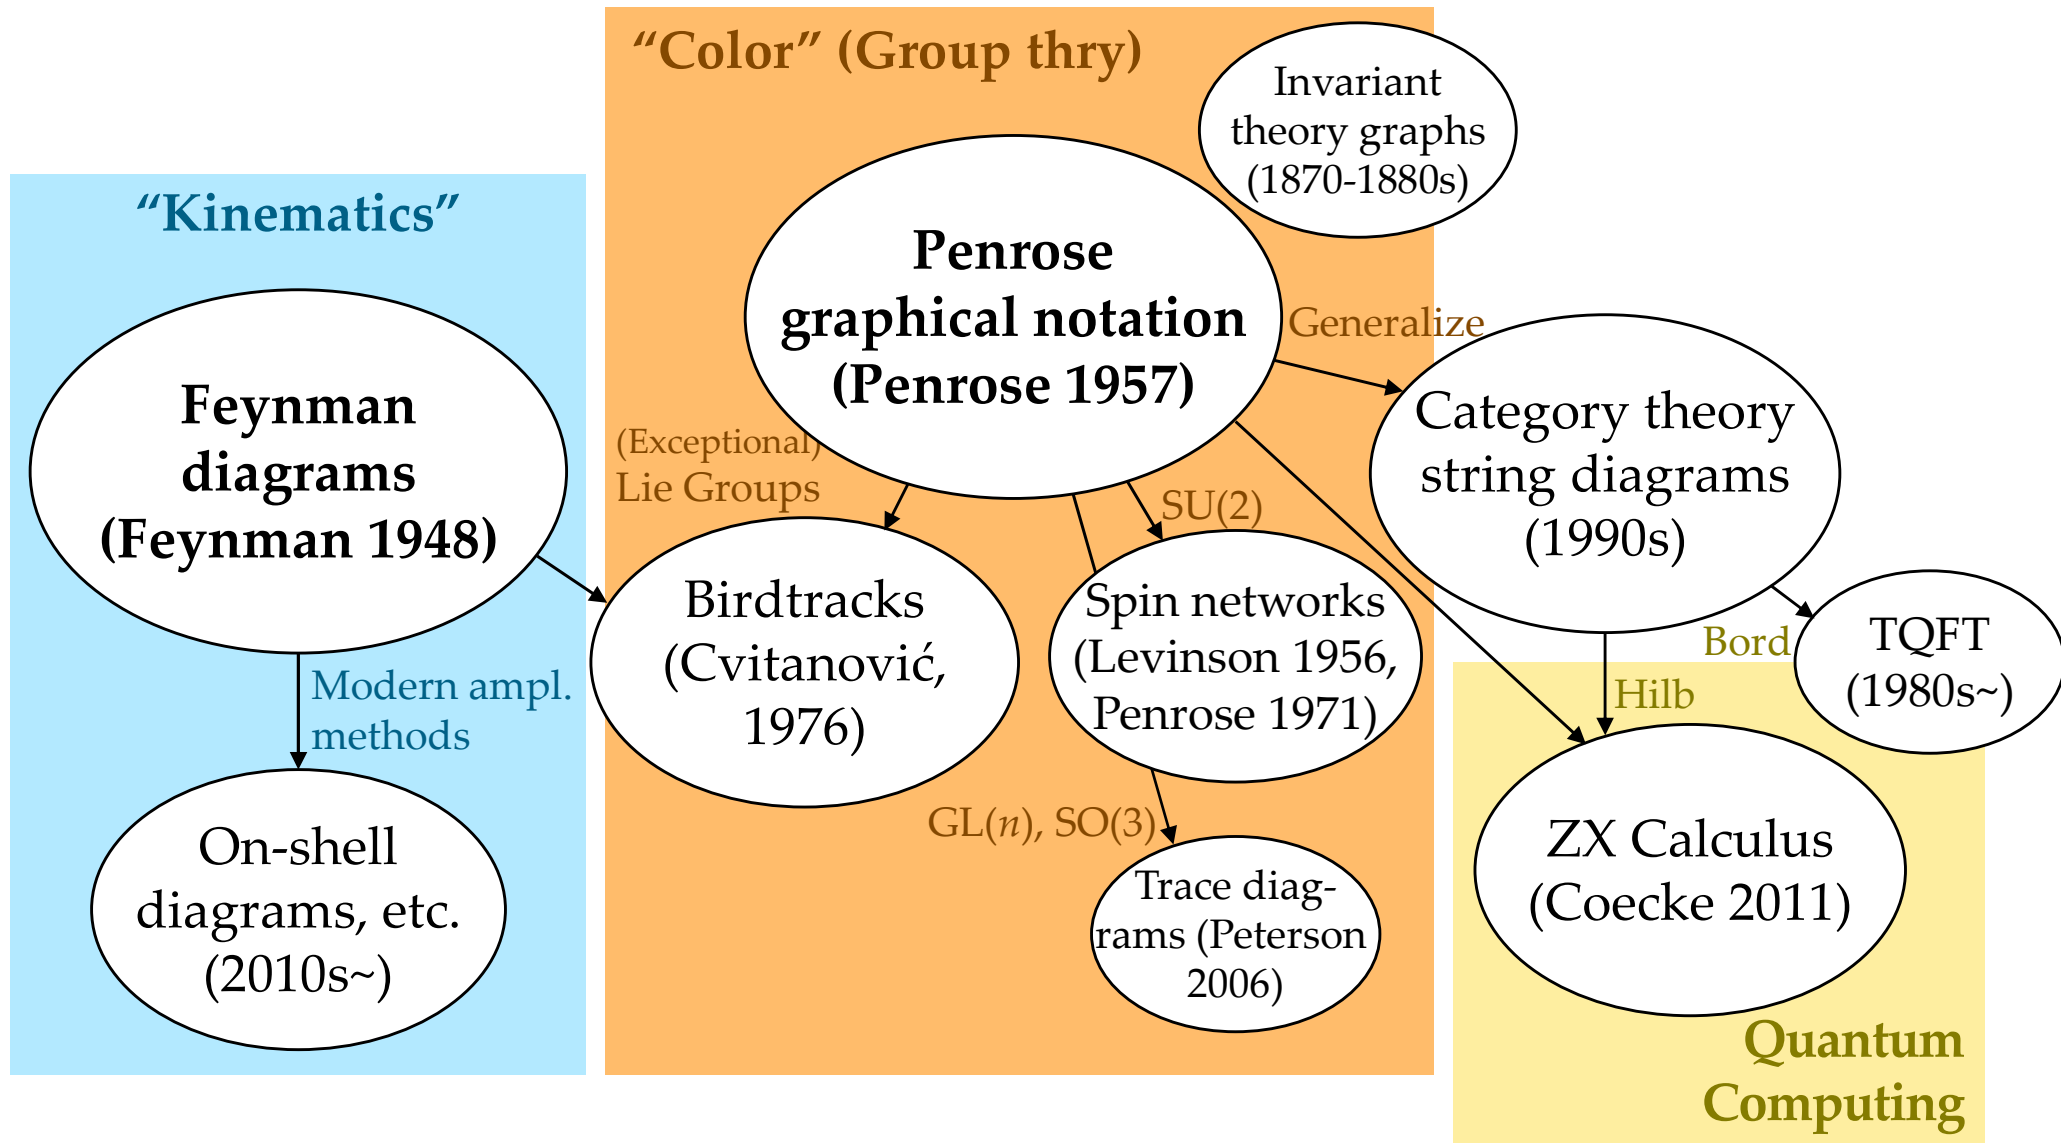 “Color” (Group thry)
Invariant
theory graphs
(1870-1880s)
“Kinematics”
Penrose
graphical notation
(Penrose 1957)
Generalize
Feynman
diagrams
(Feynman 1948)
(Exceptional)
Lie Groups
SU(2)
Category theory
string diagrams
(1990s)
Birdtracks
(Cvitanović,
1976)
Spin networks
(Levinson 1956,
Penrose 1971)
Bord
TQFT
(1980s~)
Hilb
Modern ampl.
methods
GL(n), SO(3)
On-shell
diagrams, etc.
(2010s~)
Trace diag-
rams (Peterson
2006)
ZX Calculus
(Coecke 2011)
Quantum
Computing